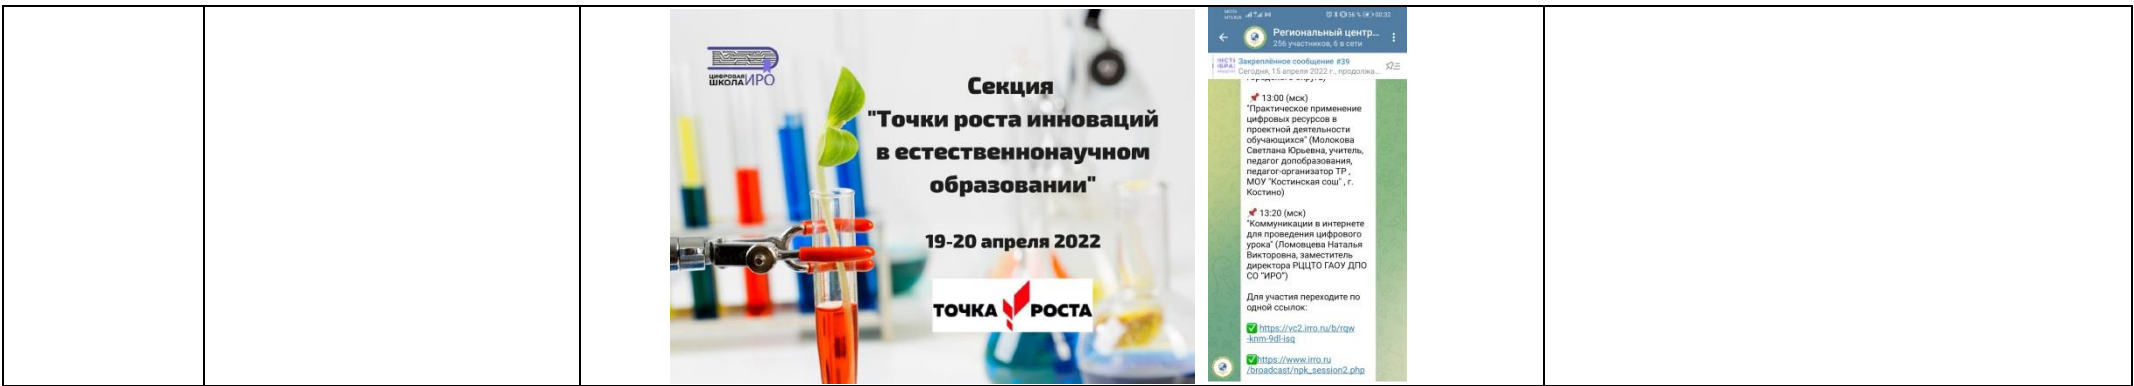 ЦИФРОВАЯ
ШКОЛА ИРО
Секция
"Точки роста инноваций
в естественнонаучном
образовании"
19-20 апреля 2022
ТОЧКА РОСТА
56 % 00:32
Региональный центр...
256 участников, 6 в сети
Закреплённое сообщение #39
Сегодня, 15 апреля 2022 г., продолжа...
📌 13:00 (мск)
"Практическое применение
цифровых ресурсов в
проектной деятельности
обучающихся" (Молокова
Светлана Юрьевна, учитель,
педагог допобразования,
педагог-организатор ТР ,
МОУ "Костинская сош" , г.
Костино)
📌 13:20 (мск)
"Коммуникации в интернете
для проведения цифрового
урока" (Ломовцева Наталья
Викторовна, заместитель
директора РЦЦТО ГАОУ ДПО
СО "ИРО")
Для участия переходите по
одной ссылок:
✅ https://vc2.irro.ru/b/rqw
-knm-9dl-isq
✅https://www.irro.ru
/broadcast/npk_session2.php